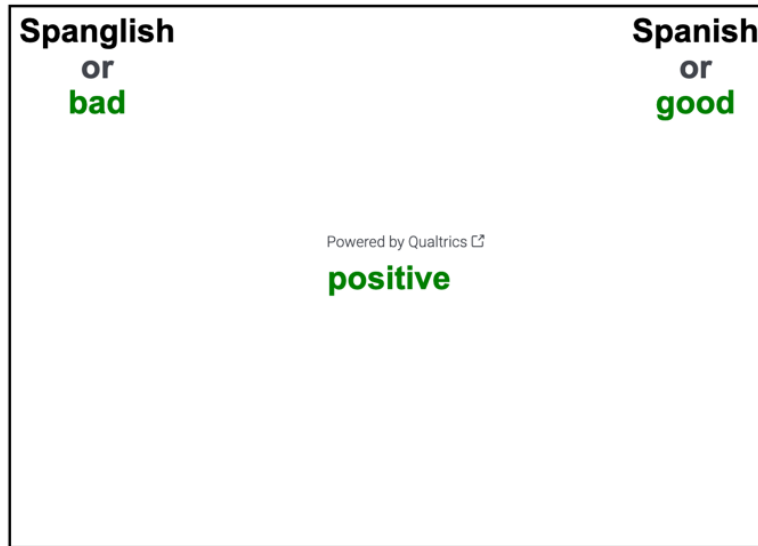 Spanglish
or
bad
Spanish
or
good
Powered by Qualtrics
positive